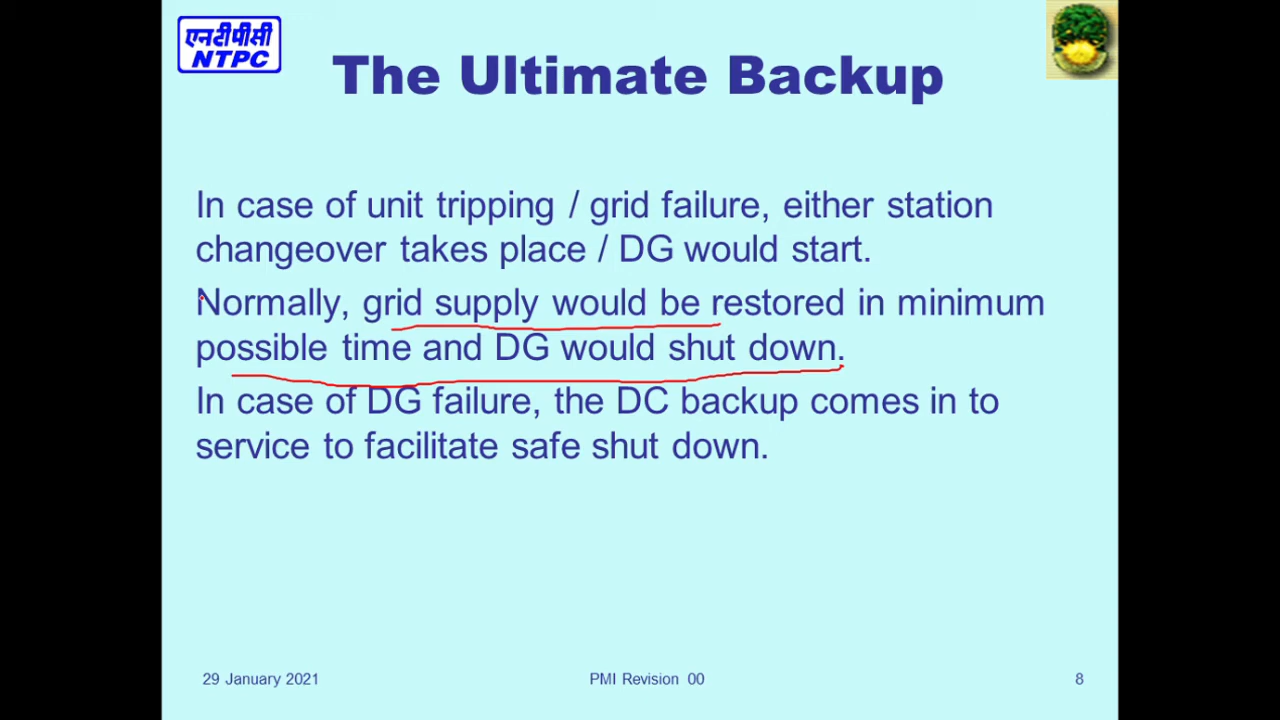 एनटीपीसी
NTPC
The Ultimate Backup
In case of unit tripping / grid failure, either station
changeover takes place / DG would start.
Normally, grid supply would be restored in minimum
possible time and DG would shut down.
In case of DG failure, the DC backup comes in to
service to facilitate safe shut down.
29 January 2021
PMI Revision 00
8